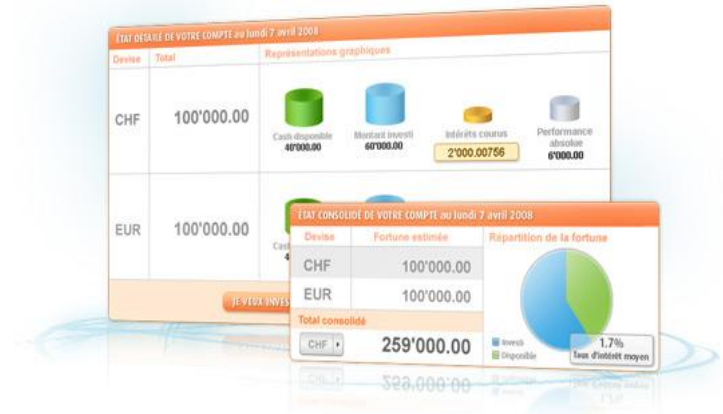 ÉTAT DÉTAILÉ DE VOTRE COMPTE au lundi 7 avril 2008
Devise Total Représentations graphiques
CHF 100'000.00
Cash disponible
40'000.00
Montant investi
60'000.00
Intérêts courus
2'000.00756
Performance
absolue
6'000.00
EUR 100'000.00
JE VEUX INVES
ÉTAT CONSOLIDÉ DE VOTRE COMPTE au lundi 7 avril 2008
Devise Fortune estimée Répartition de la fortune
CHF 100'000.00
EUR 100'000.00
Total consolidé
CHF 259'000.00
Investi
Disponible
1.7%
Taux d'intérêt moyen